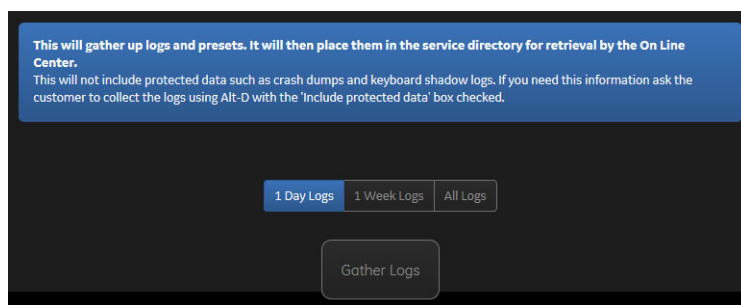 This will gather up logs and presets. It will then place them in the service directory for retrieval by the On Line
Center.
This will not include protected data such as crash dumps and keyboard shadow logs. If you need this information ask the
customer to collect the logs using Alt-D with the 'Include protected data' box checked.
1 Day Logs 1 Week Logs All Logs
Gather Logs